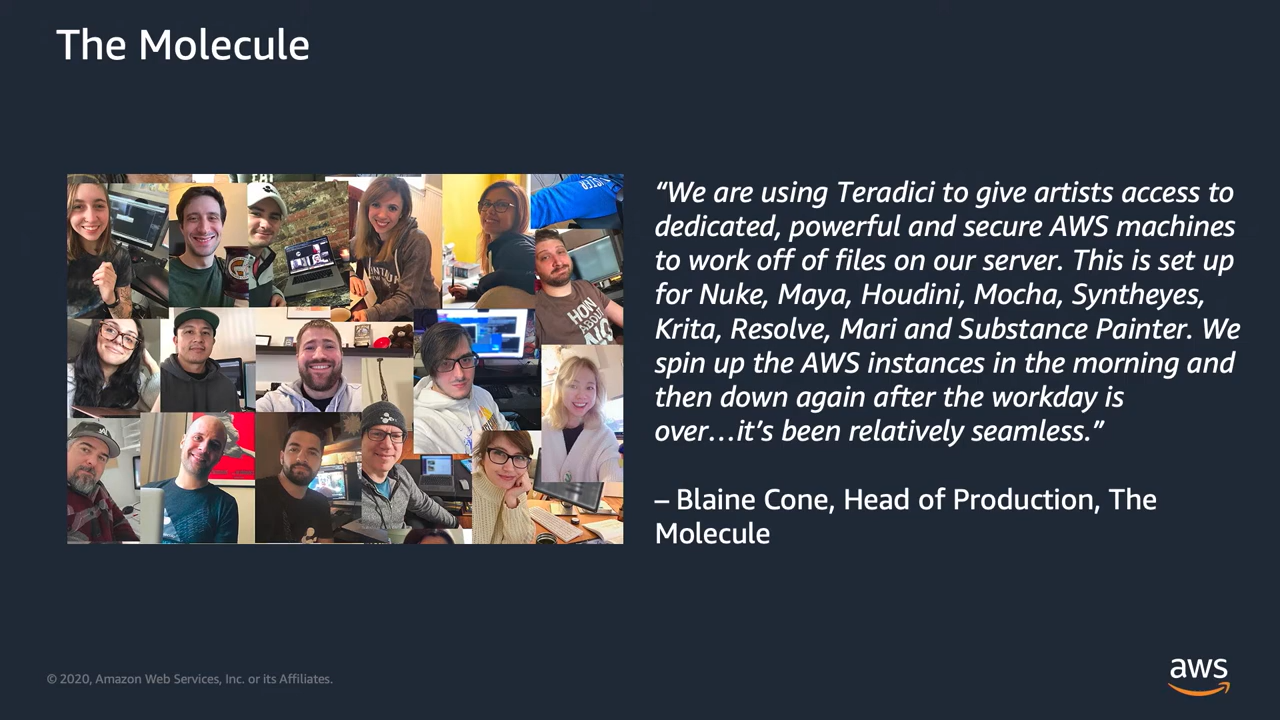 The Molecule
“We are using Teradici to give artists access to
dedicated, powerful and secure AWS machines
to work off of files on our server. This is set up
for Nuke, Maya, Houdini, Mocha, Syntheyes,
Krita, Resolve, Mari and Substance Painter. We
spin up the AWS instances in the morning and
then down again after the workday is
over…it’s been relatively seamless.”
– Blaine Cone, Head of Production, The
Molecule
HOW
ABOUT
NO
© 2020, Amazon Web Services, Inc. or its Affiliates.
aws